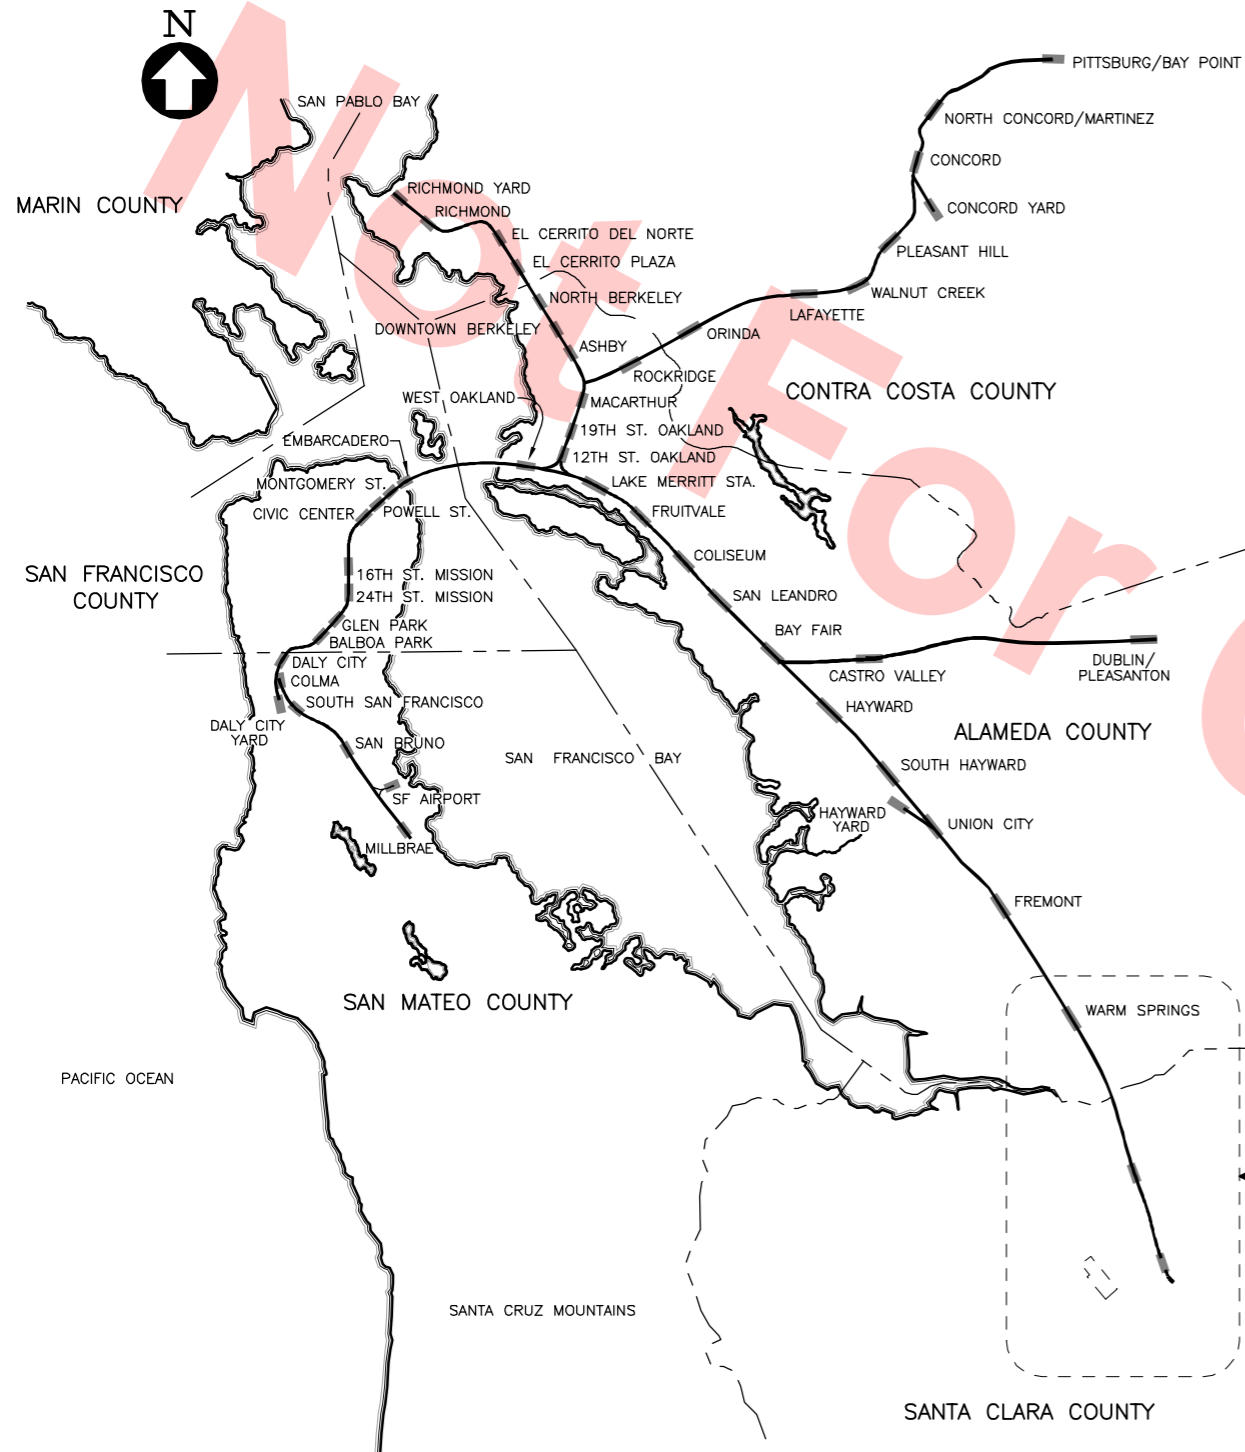 N
SAN PABLO BAY
PITTSBURG/BAY POINT
NORTH CONCORD/MARTINEZ
CONCORD
CONCORD YARD
PLEASANT HILL
WALNUT CREEK
LAFAYETTE
ORINDA
ROCKRIDGE
MARIN COUNTY
RICHMOND YARD
RICHMOND
EL CERRITO DEL NORTE
EL CERRITO PLAZA
NORTH BERKELEY
DOWNTOWN BERKELEY
ASHBY
CONTRA COSTA COUNTY
WEST OAKLAND
MACARTHUR
19TH ST. OAKLAND
12TH ST. OAKLAND
EMBARCADERO
MONTGOMERY ST.
CIVIC CENTER
POWELL ST.
LAKE MERRITT STA.
FRUITVALE
COLISEUM
SAN LEANDRO
BAY FAIR
SAN FRANCISCO
COUNTY
16TH ST. MISSION
24TH ST. MISSION
GLEN PARK
BALBOA PARK
DALY CITY
COLMA
SOUTH SAN FRANCISCO
DALY CITY
YARD
SAN BRUNO
SF AIRPORT
MILLBRAE
SAN FRANCISCO BAY
CASTRO VALLEY
DUBLIN/
PLEASANTON
HAYWARD
ALAMEDA COUNTY
SOUTH HAYWARD
HAYWARD
YARD
UNION CITY
FREMONT
WARM SPRINGS
SAN MATEO COUNTY
PACIFIC OCEAN
SANTA CRUZ MOUNTAINS
SANTA CLARA COUNTY
Not For